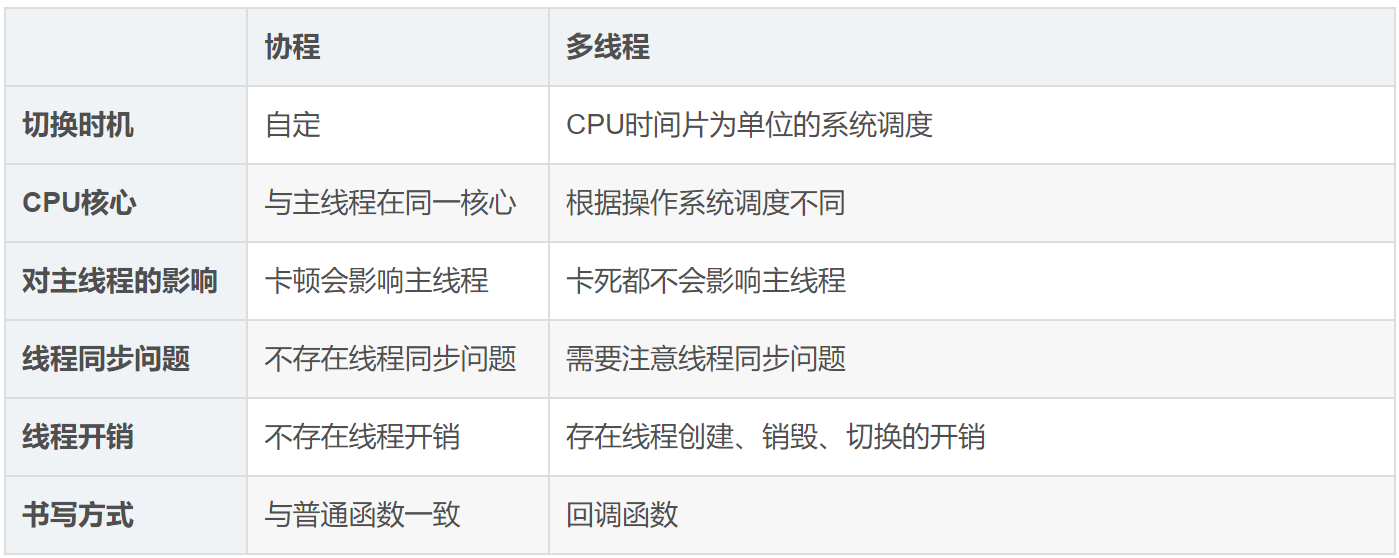 协程 多线程
切换时机 自定 CPU时间片为单位的系统调度
CPU核心 与主线程在同一核心 根据操作系统调度不同
对主线程的影响 卡顿会影响主线程 卡死都不会影响主线程
线程同步问题 不存在线程同步问题 需要注意线程同步问题
线程开销 不存在线程开销 存在线程创建、销毁、切换的开销
书写方式 与普通函数一致 回调函数